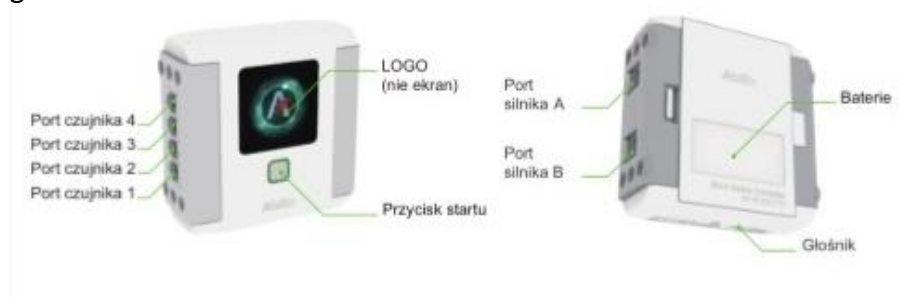 LOGO
(nie ekran)
Port czujnika 4
Port czujnika 3
Port czujnika 2
Port czujnika 1
Przycisk startu
Port
silnika A
Port
silnika B
Baterie
Głośnik